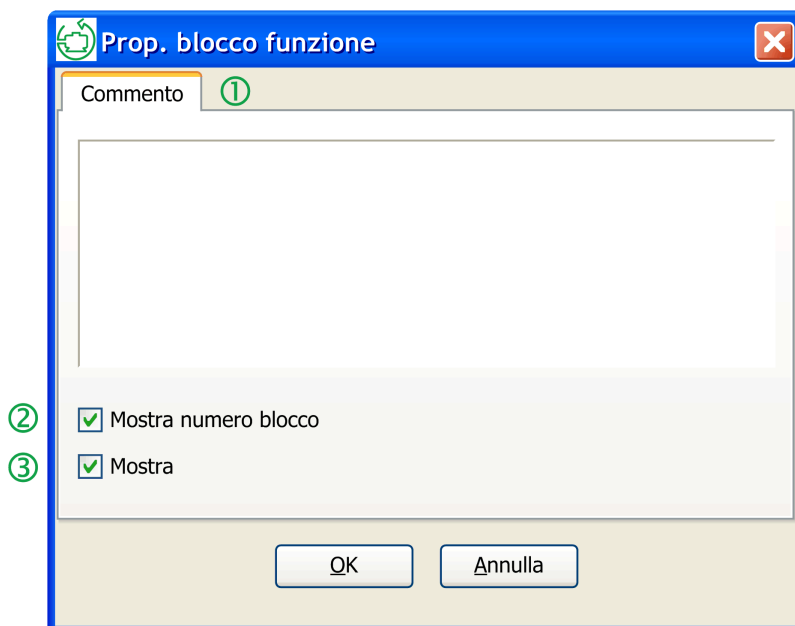 Prop. blocco funzione
Commento ①
② Mostra numero blocco
③ Mostra
OK Annulla